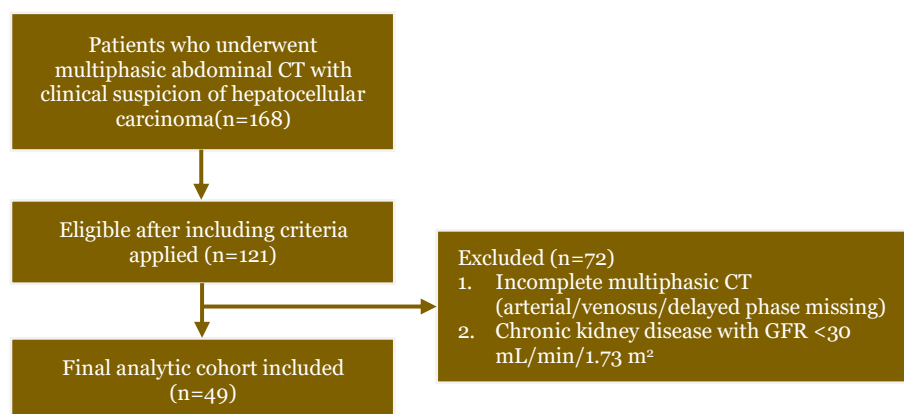 Patients who underwent
multiphasic abdominal CT with
clinical suspicion of hepatocellular
carcinoma(n=168)
Eligible after including criteria
applied (n=121)
Excluded (n=72)
1. Incomplete multiphasic CT
(arterial/venosus/delayed phase missing)
2. Chronic kidney disease with GFR <30
mL/min/1.73 m²
Final analytic cohort included
(n=49)